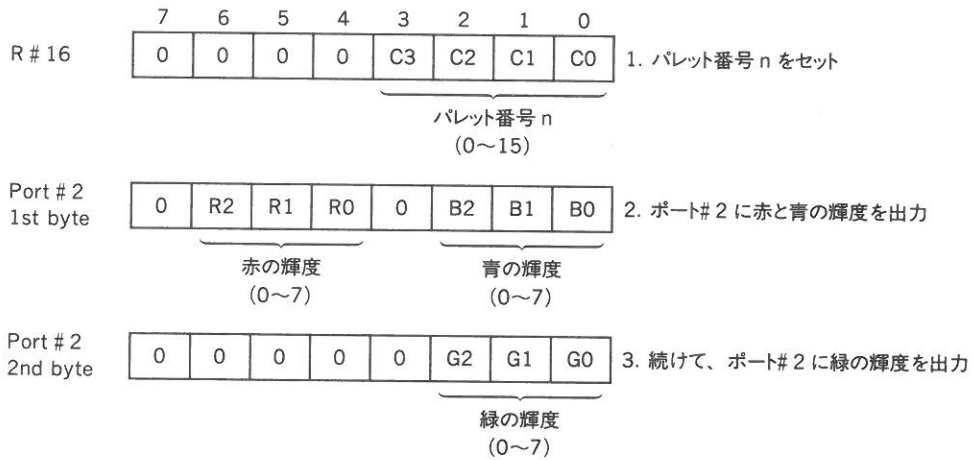 7 6 5 4 3 2 1 0
R#16 0 0 0 0 C3 C2 C1 C0 1. パレット番号 n をセット
パレット番号 n
(0～15)
Port #2
1st byte 0 R2 R1 R0 0 B2 B1 B0 2. ポート#2 に赤と青の輝度を出力
赤の輝度 青の輝度
(0～7) (0～7)
Port #2
2nd byte 0 0 0 0 0 G2 G1 G0 3. 続けて、ポート#2 に緑の輝度を出力
緑の輝度
(0～7)